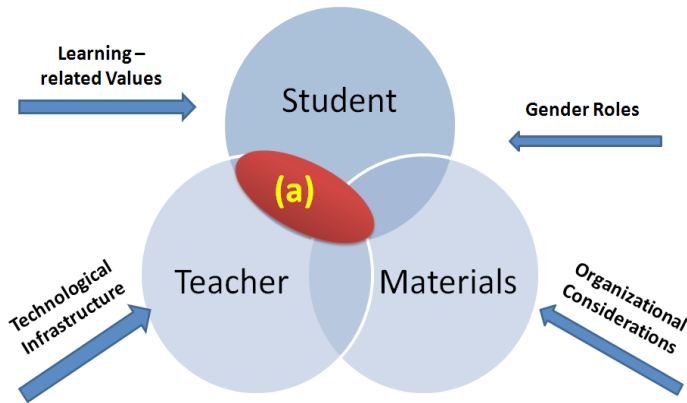 Learning –
related Values
Student
Gender Roles
(a)
Teacher
Materials
Technological
Infrastructure
Organizational
Considerations